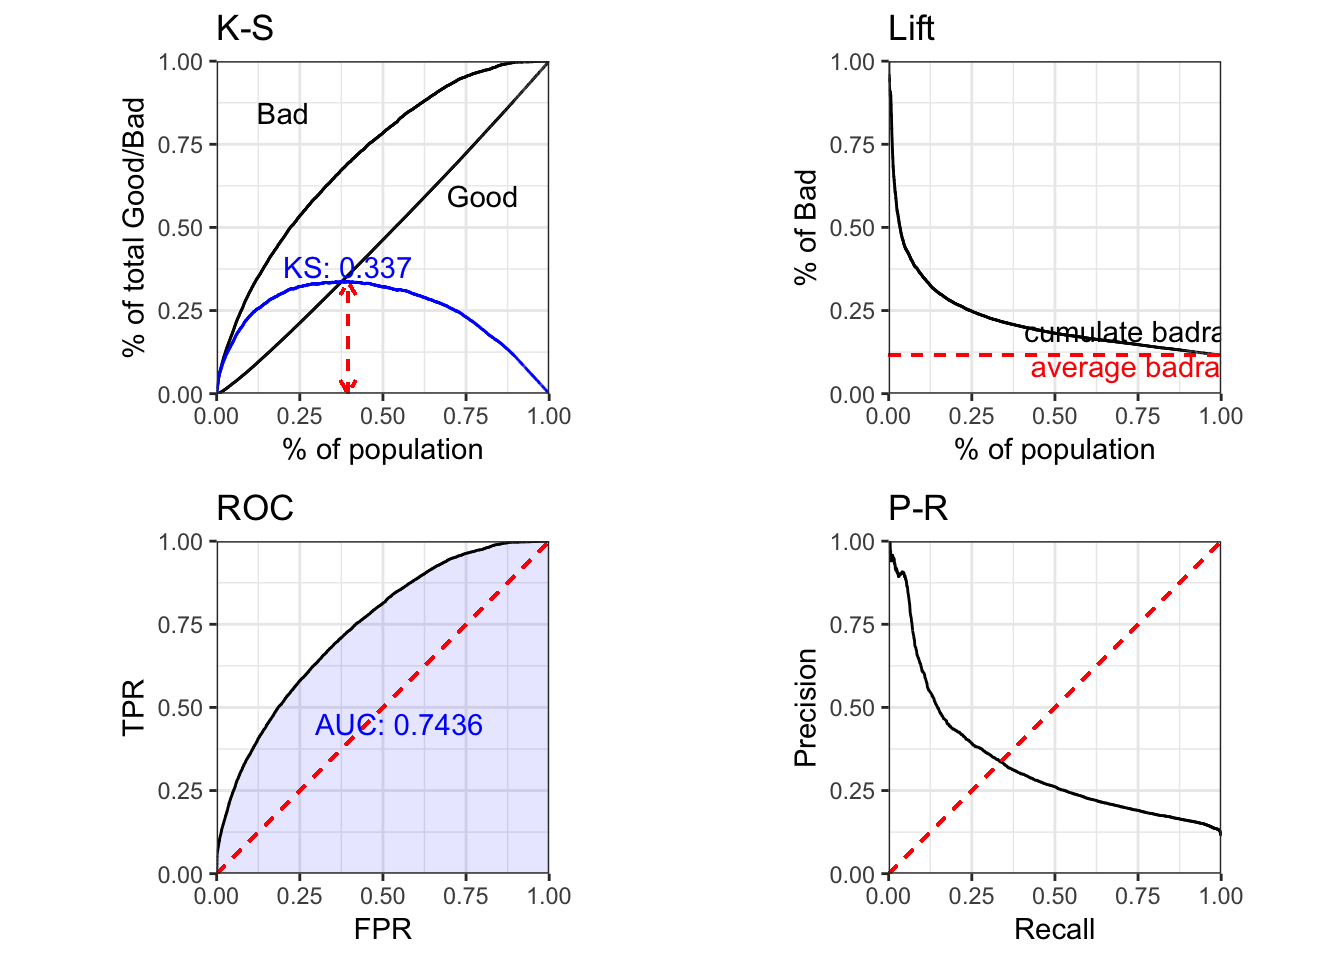 K-S
% of total Good/Bad
1.00
0.75
0.50
0.25
0.00
Bad
Good
KS: 0.337
0.00 0.25 0.50 0.75 1.00
% of population
Lift
% of Bad
1.00
0.75
0.50
0.25
0.00
cumulate badra
average badra
0.00 0.25 0.50 0.75 1.00
% of population
ROC
TPR
1.00
0.75
0.50
0.25
0.00
AUC: 0.7436
0.00 0.25 0.50 0.75 1.00
FPR
P-R
Precision
1.00
0.75
0.50
0.25
0.00
0.00 0.25 0.50 0.75 1.00
Recall